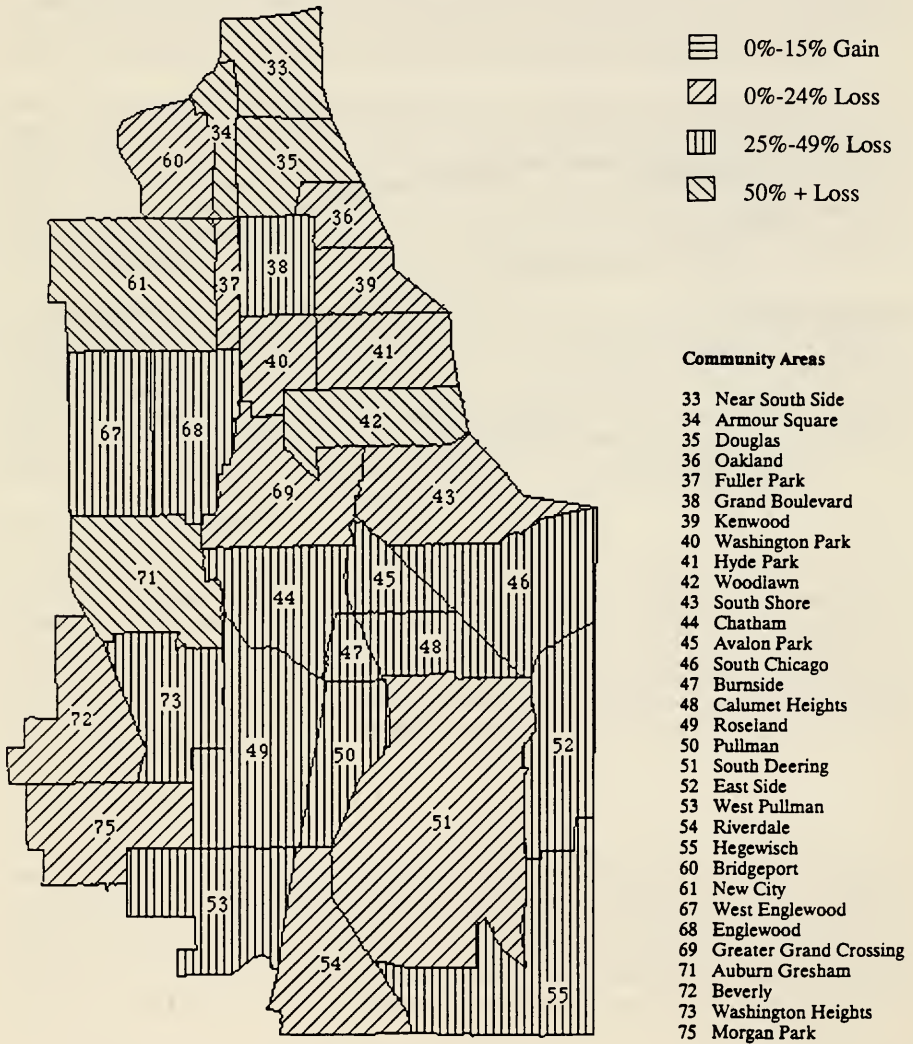 0%-15% Gain
0%-24% Loss
25%-49% Loss
50% + Loss
33
34
60
35
36
61
37
38
39
40
41
42
67
68
69
43
71
44
45
46
47
48
72
73
49
50
52
75
51
53
54
55
Community Areas
33 Near South Side
34 Armour Square
35 Douglas
36 Oakland
37 Fuller Park
38 Grand Boulevard
39 Kenwood
40 Washington Park
41 Hyde Park
42 Woodlawn
43 South Shore
44 Chatham
45 Avalon Park
46 South Chicago
47 Burnside
48 Calumet Heights
49 Roseland
50 Pullman
51 South Deering
52 East Side
53 West Pullman
54 Riverdale
55 Hegewisch
60 Bridgeport
61 New City
67 West Englewood
68 Englewood
69 Greater Grand Crossing
71 Auburn Gresham
72 Beverly
73 Washington Heights
75 Morgan Park